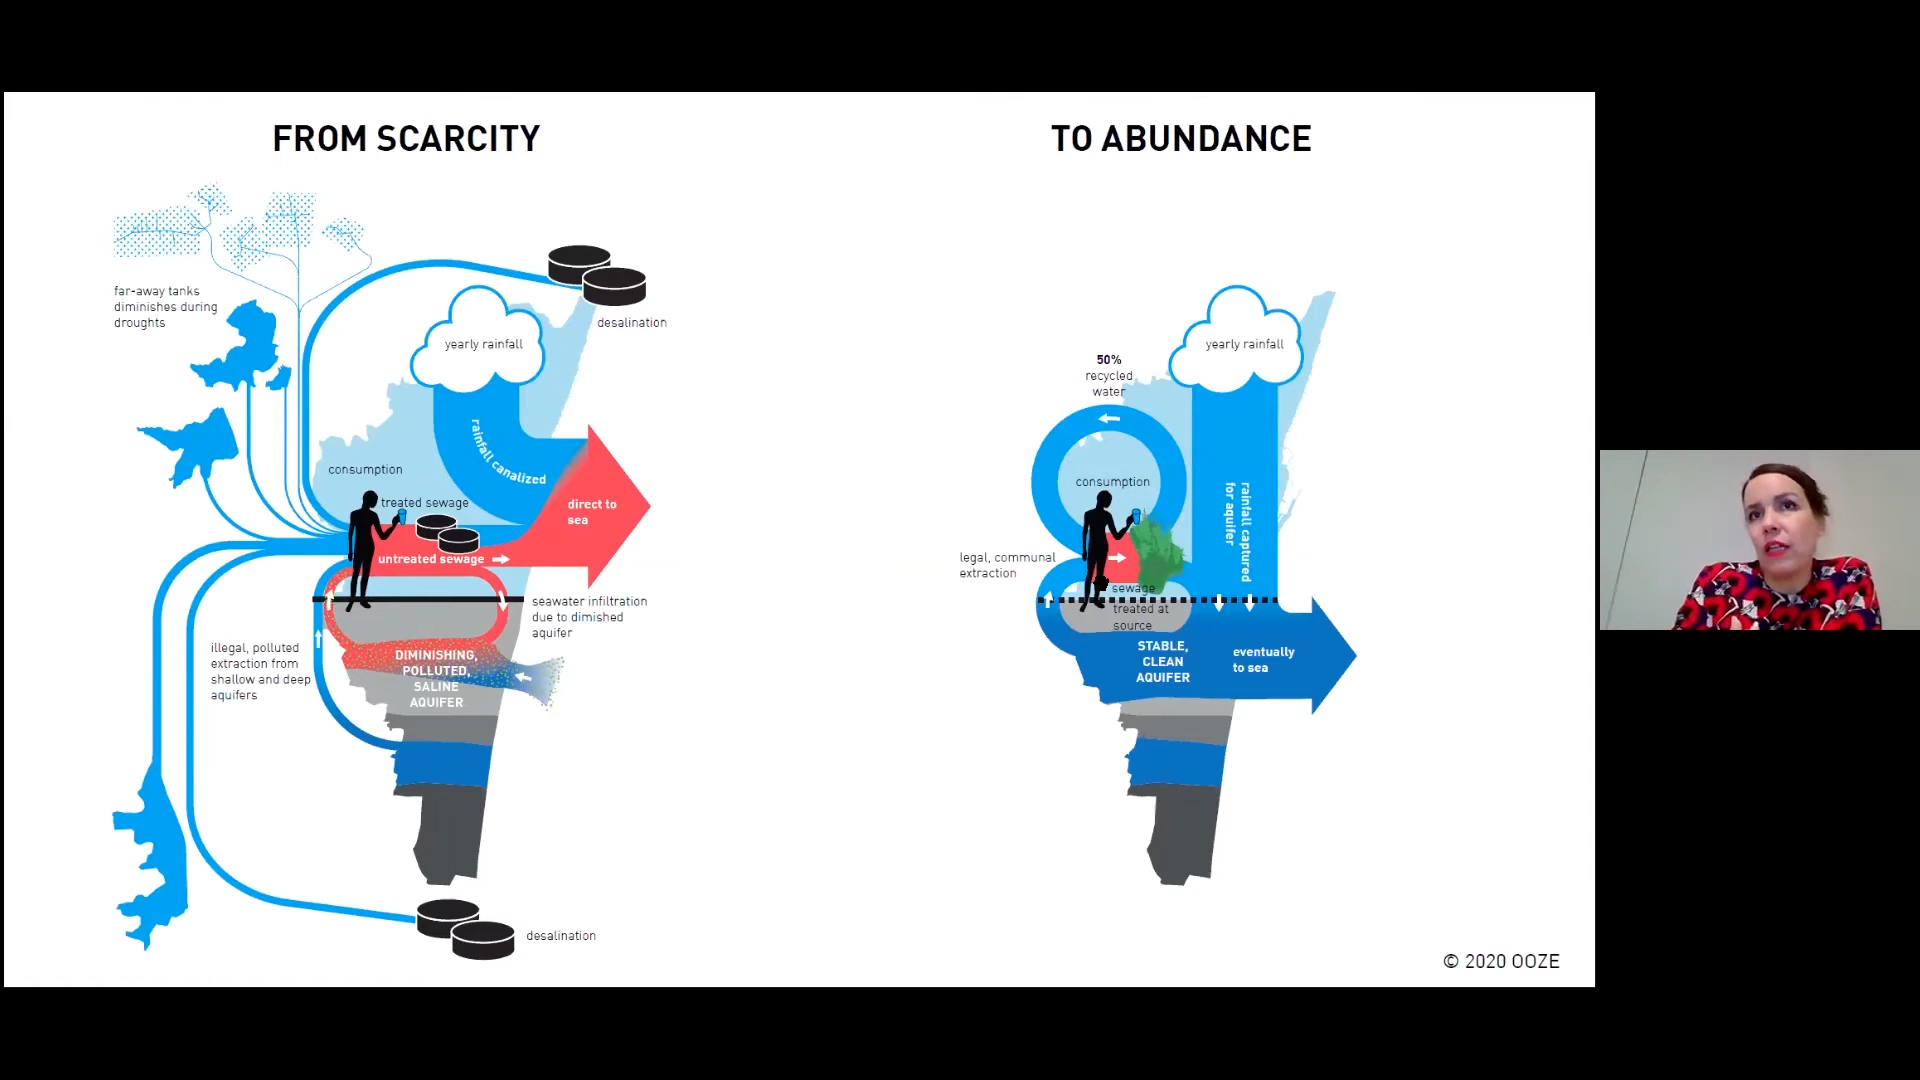 FROM SCARCITY
far-away tanks
diminishes during
droughts
desalination
yearly rainfall
rainfall canalized
consumption
treated sewage
direct to
sea
untreated sewage
seawater infiltration
due to dimished
aquifer
illegal, polluted
extraction from
shallow and deep
aquifers
DIMINISHING,
POLLUTED,
SALINE
AQUIFER
desalination
TO ABUNDANCE
yearly rainfall
50%
recycled
water
consumption
rainfall captured
for aquifer
legal, communal
extraction
sewage
treated at
source
STABLE,
CLEAN
AQUIFER
eventually
to sea
© 2020 OOZE